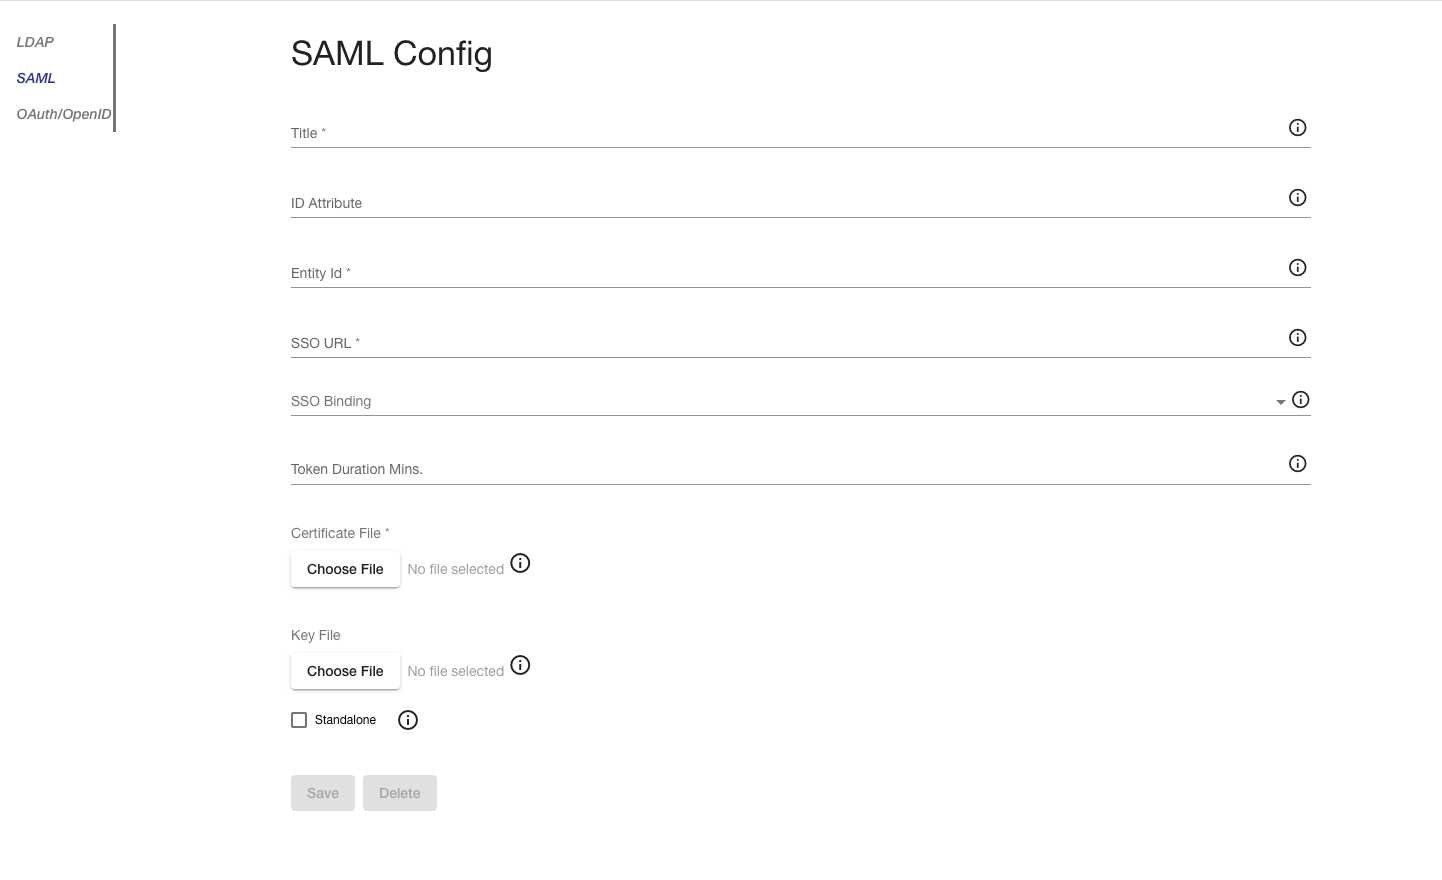 LDAP
SAML
OAuth/OpenID
SAML Config
Title *
ID Attribute
Entity Id *
SSO URL *
SSO Binding
Token Duration Mins.
Certificate File *
Choose File No file selected
Key File
Choose File No file selected
Standalone
Save Delete